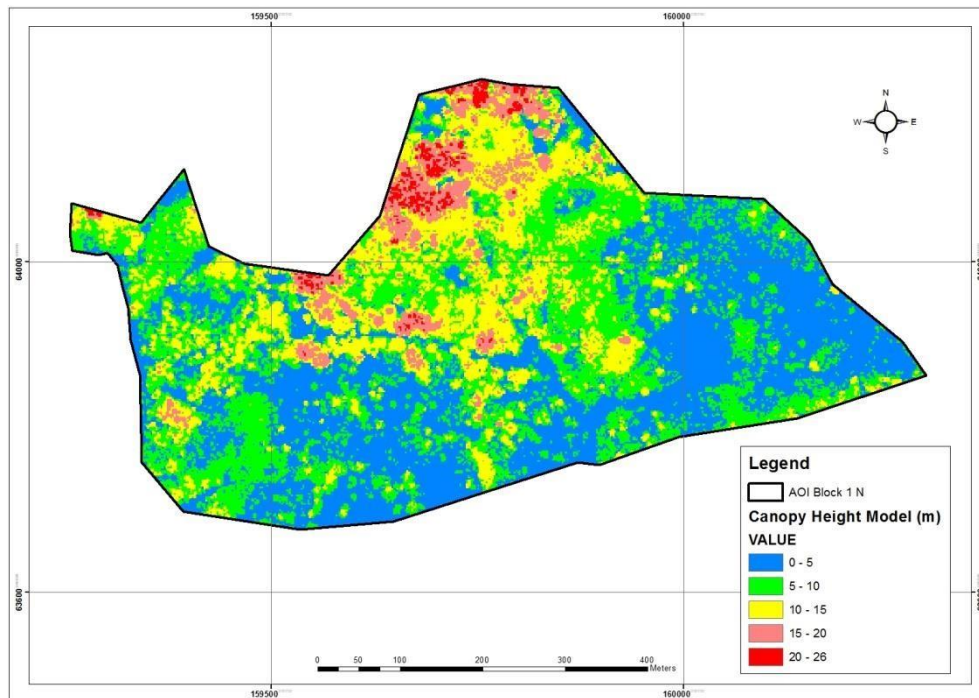 159500
160000
N
W
E
S
64000
63600
Legend
AOI Block 1 N
Canopy Height Model (m)
VALUE
0 - 5
5 - 10
10 - 15
15 - 20
20 - 26
0 50 100 200 300 400
Meters
159500
160000